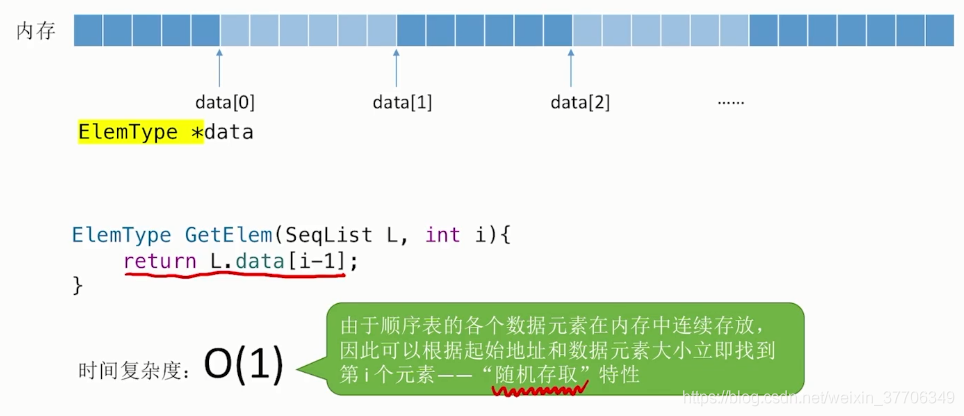 内存
data[0] data[1] data[2] ……
ElemType *data
ElemType GetElem(SeqList L, int i){
return L.data[i-1];
}
由于顺序表的各个数据元素在内存中连续存放，
因此可以根据起始地址和数据元素大小立即找到
第i个元素——“随机存取”特性
时间复杂度：O(1)
https://blog.csdn.net/weixin_37706349